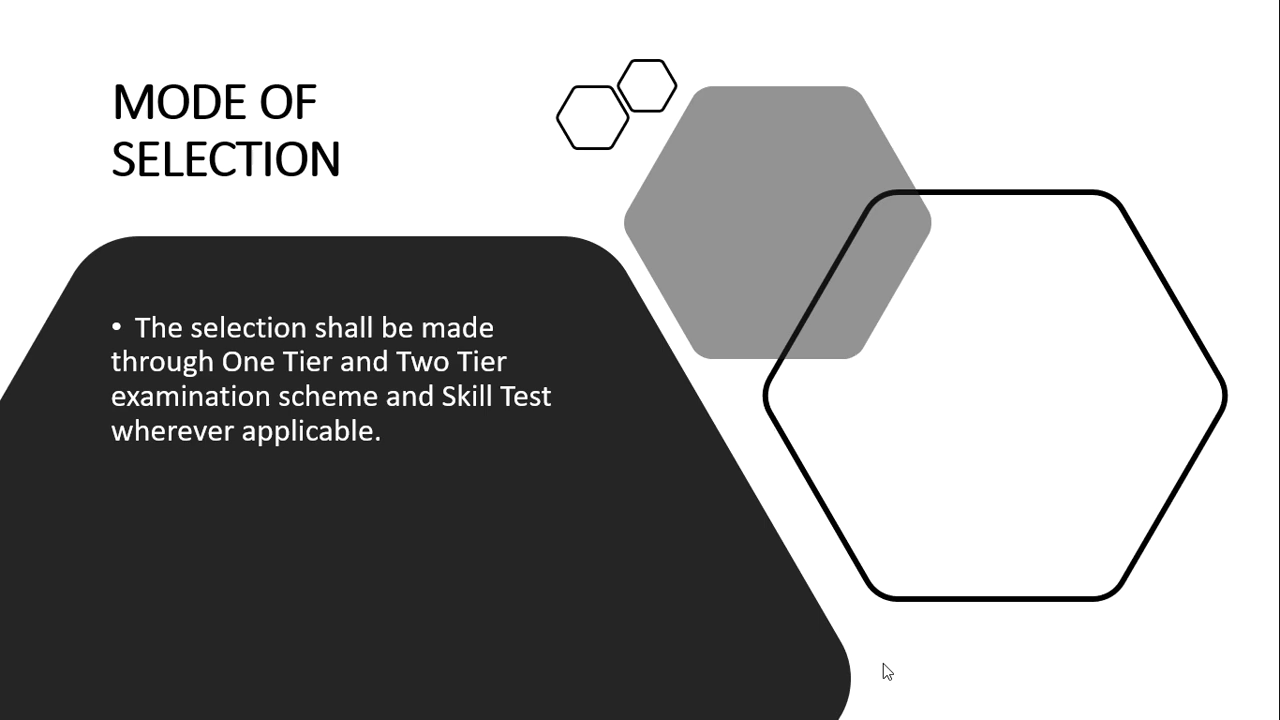 MODE OF
SELECTION
• The selection shall be made
through One Tier and Two Tier
examination scheme and Skill Test
wherever applicable.